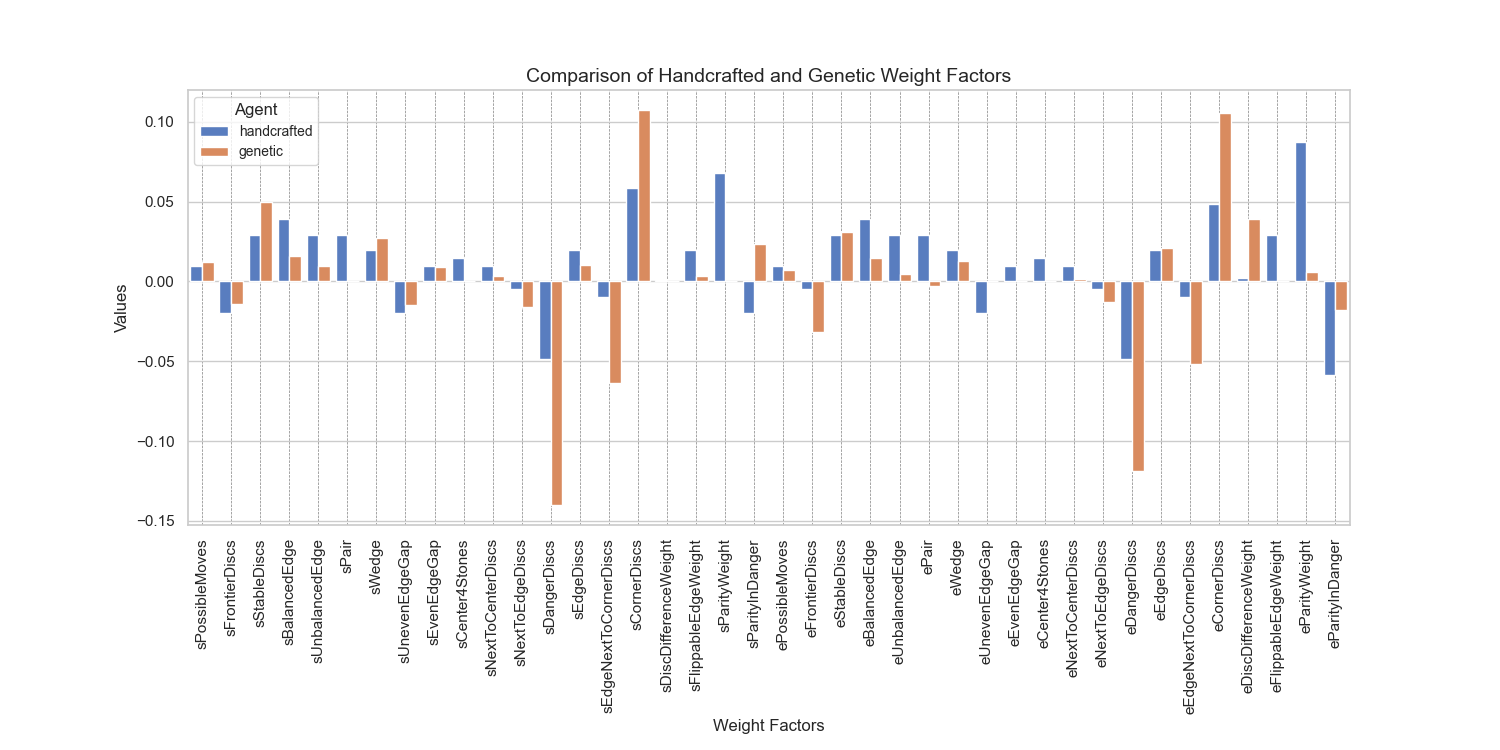 Comparison of Handcrafted and Genetic Weight Factors
Agent
handcrafted
genetic
Values
0.10
0.05
0.00
−0.05
−0.10
−0.15
sPossibleMoves
sFrontierDiscs
sStableDiscs
sBalancedEdge
sUnbalancedEdge
sPair
sWedge
sUnevenEdgeGap
sEvenEdgeGap
sCenter4Stones
sNextToCenterDiscs
sNextToEdgeDiscs
sDangerDiscs
sEdgeDiscs
sEdgeNextToCornerDiscs
sCornerDiscs
sDiscDifferenceWeight
sFlippableEdgeWeight
sParityWeight
sParityInDanger
ePossibleMoves
eFrontierDiscs
eStableDiscs
eBalancedEdge
eUnbalancedEdge
ePair
eWedge
eUnevenEdgeGap
eEvenEdgeGap
eCenter4Stones
eNextToCenterDiscs
eNextToEdgeDiscs
eDangerDiscs
eEdgeDiscs
eEdgeNextToCornerDiscs
eCornerDiscs
eDiscDifferenceWeight
eFlippableEdgeWeight
eParityWeight
eParityInDanger
Weight Factors